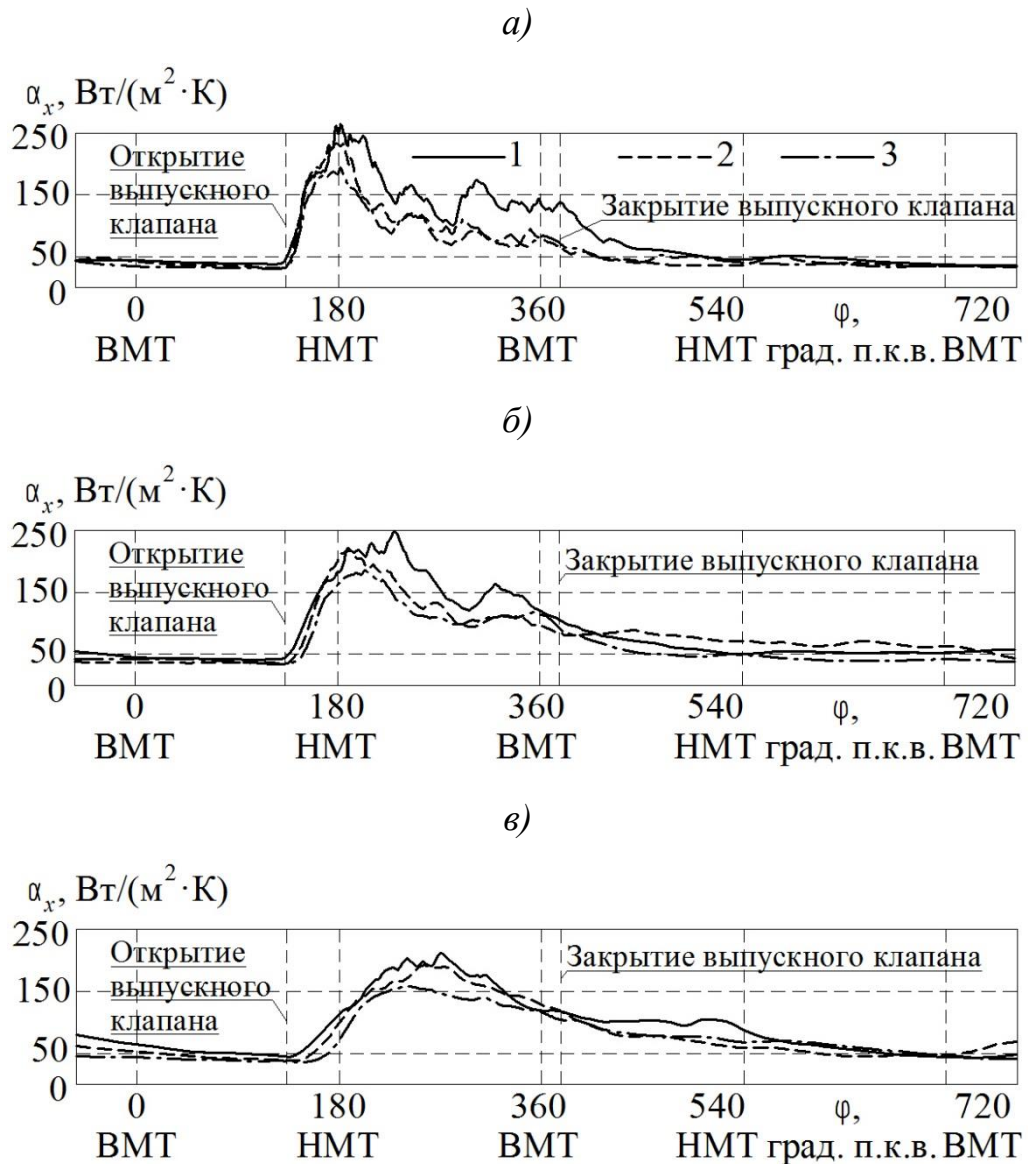 а)
αx, Вт/(м²·К)
250
Открытие
выпускного
клапана
1
2
3
150
Закрытие выпускного клапана
50
0
0
180
360
540
φ,
720
ВМТ
НМТ
ВМТ
НМТ
град. п.к.в.
ВМТ
б)
αx, Вт/(м²·К)
250
Открытие
выпускного
клапана
Закрытие выпускного клапана
150
50
0
0
180
360
540
φ,
720
ВМТ
НМТ
ВМТ
НМТ
град. п.к.в.
ВМТ
в)
αx, Вт/(м²·К)
250
Открытие
выпускного
клапана
Закрытие выпускного клапана
150
50
0
0
180
360
540
φ,
720
ВМТ
НМТ
ВМТ
НМТ
град. п.к.в.
ВМТ